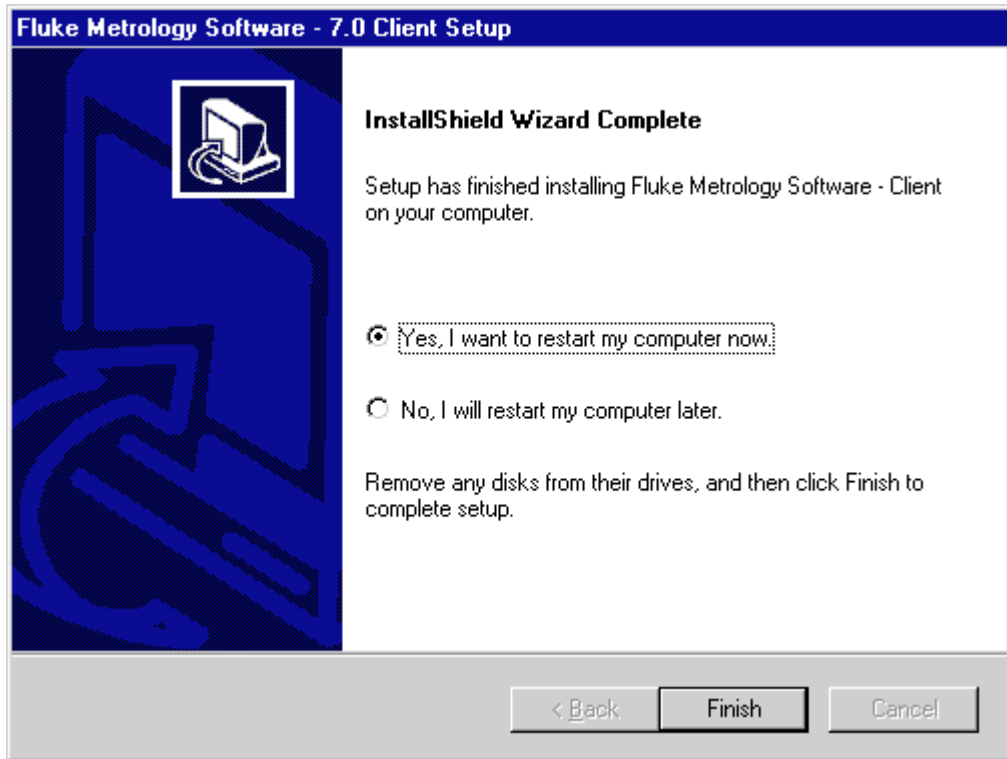 Fluke Metrology Software - 7.0 Client Setup
InstallShield Wizard Complete
Setup has finished installing Fluke Metrology Software - Client
on your computer.
Yes, I want to restart my computer now.
No, I will restart my computer later.
Remove any disks from their drives, and then click Finish to
complete setup.
< Back Finish Cancel